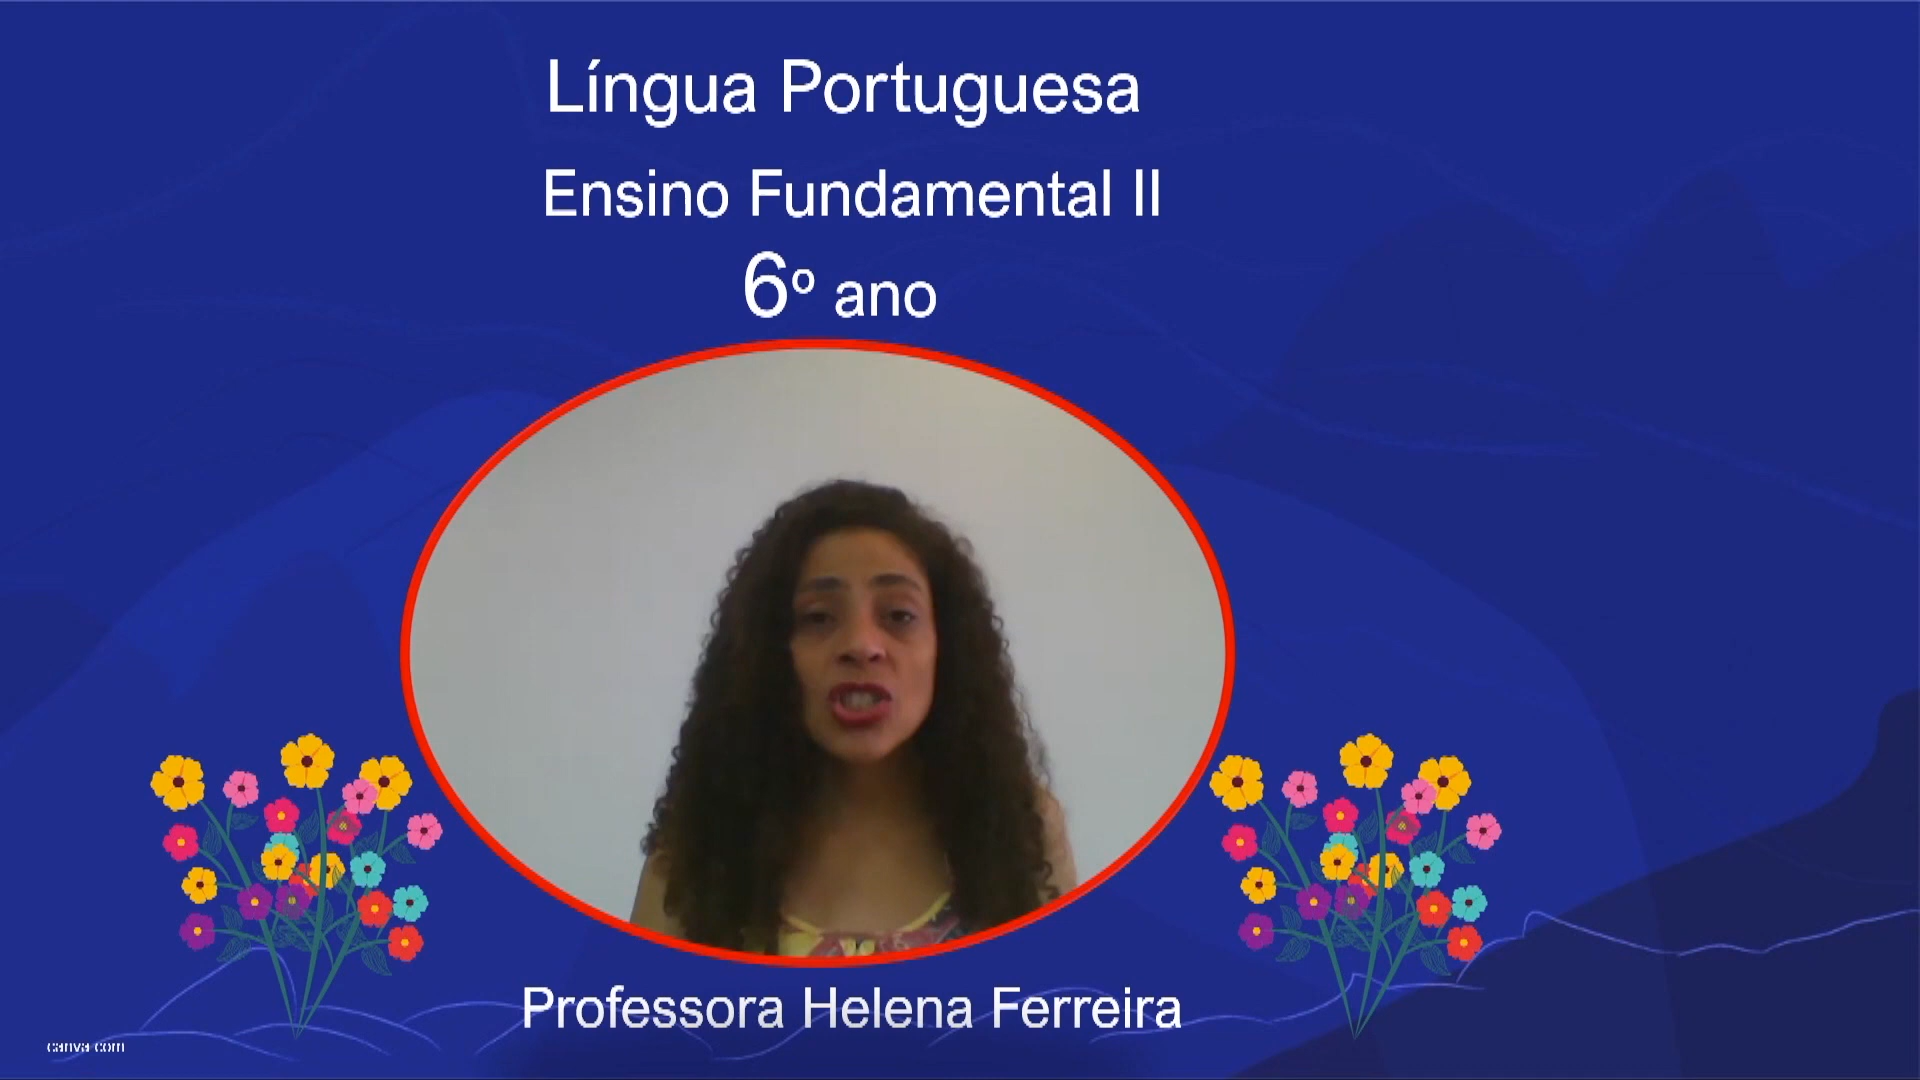 Língua Portuguesa
Ensino Fundamental II
6º ano
Professora Helena Ferreira
canva.com